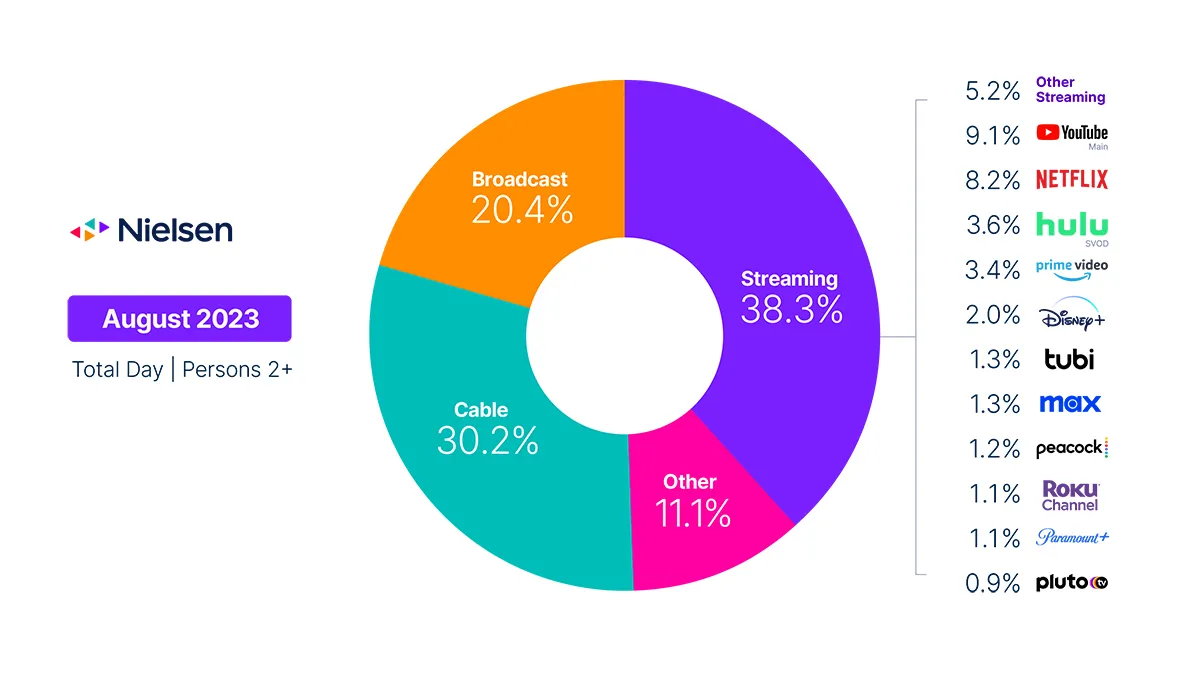 Nielsen
August 2023
Total Day | Persons 2+
Broadcast
20.4%
Streaming
38.3%
Cable
30.2%
Other
11.1%
5.2% Other
Streaming
9.1% YouTube
Main
8.2% NETFLIX
3.6% hulu
SVOD
3.4% prime video
2.0% Disney+
1.3% tubi
1.3% max
1.2% peacock
1.1% ROKU
Channel
1.1% Paramount+
0.9% pluto tv